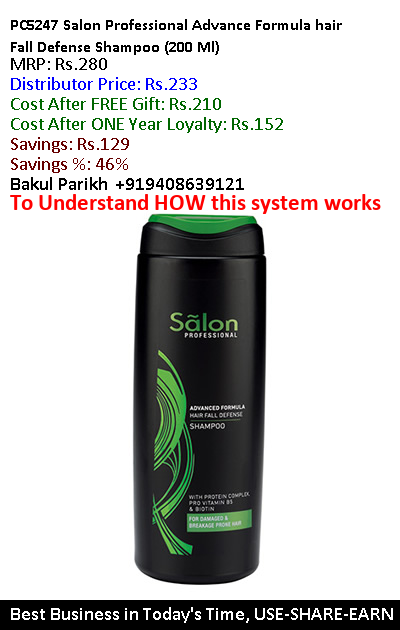 PC5247 Salon Professional Advance Formula hair
Fall Defense Shampoo (200 Ml)
MRP: Rs.280
Distributor Price: Rs.233
Cost After FREE Gift: Rs.210
Cost After ONE Year Loyalty: Rs.152
Savings: Rs.129
Savings %: 46%
Bakul Parikh +919408639121
To Understand HOW this system works
Sãlon
PROFESSIONAL
ADVANCED FORMULA
HAIR FALL DEFENSE
SHAMPOO
WITH PROTEIN COMPLEX,
PRO VITAMIN B5
& BIOTIN
FOR DAMAGED &
BREAKAGE PRONE HAIR
Best Business in Today's Time, USE-SHARE-EARN